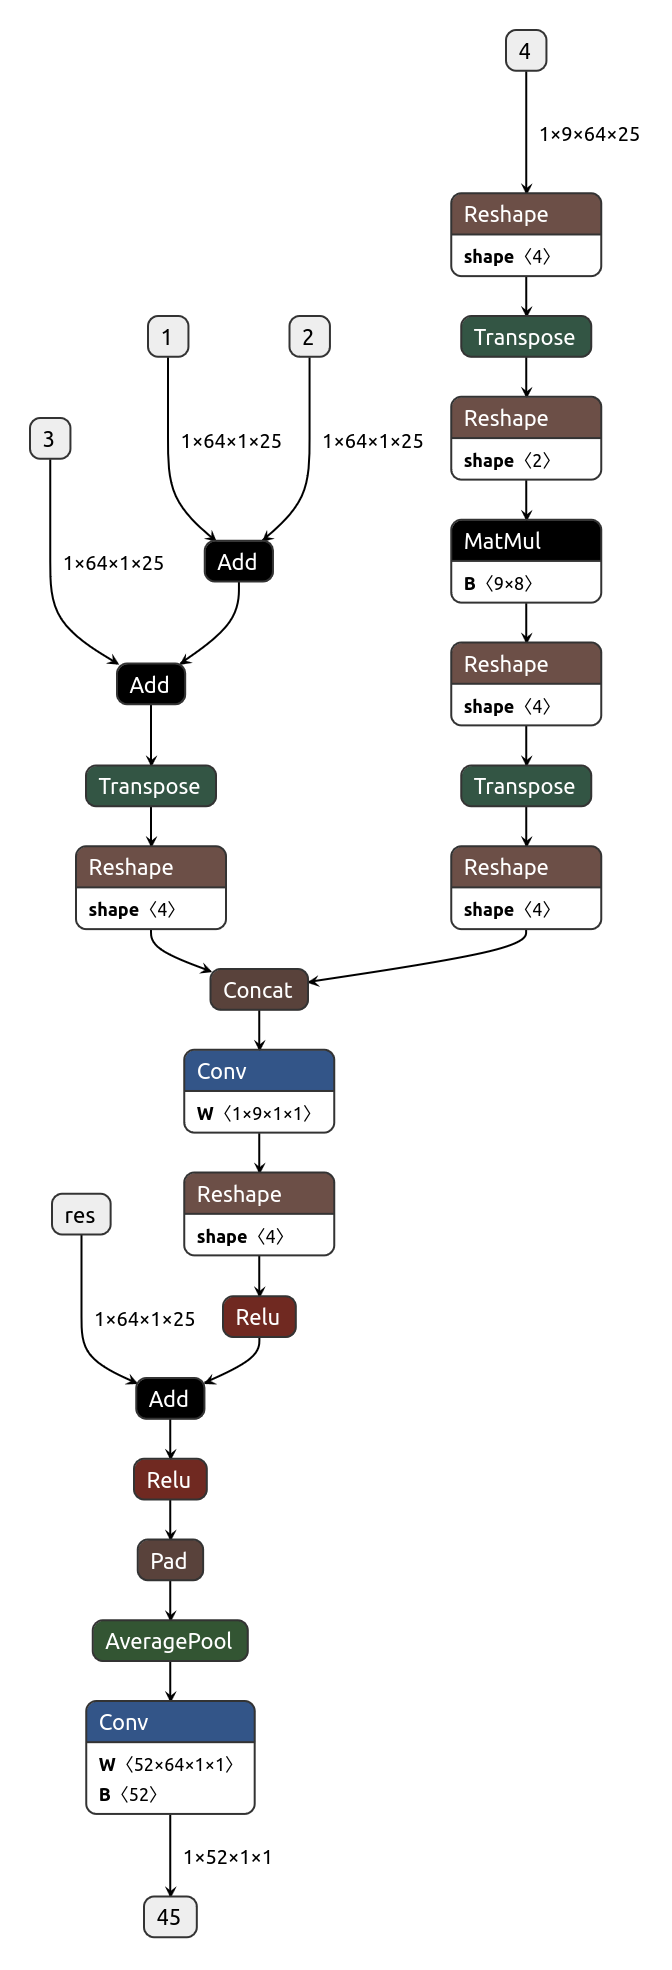 4
1×9×64×25
Reshape
shape 〈4〉
1
2
Transpose
Reshape
shape 〈2〉
3
1×64×1×25
1×64×1×25
MatMul
B 〈9×8〉
1×64×1×25
Add
Reshape
shape 〈4〉
Add
Transpose
Transpose
Reshape
shape 〈4〉
Reshape
shape 〈4〉
Concat
Conv
W 〈1×9×1×1〉
Reshape
shape 〈4〉
res
1×64×1×25
Relu
Add
Relu
Pad
AveragePool
Conv
W 〈52×64×1×1〉
B 〈52〉
1×52×1×1
45